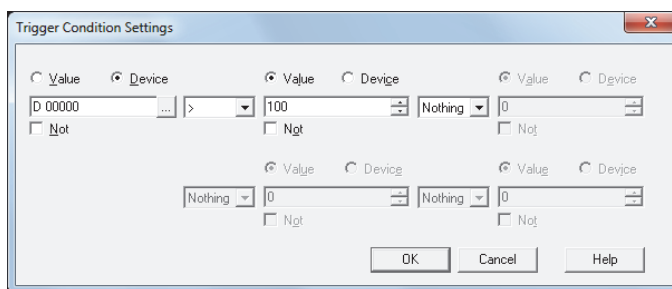 Trigger Condition Settings
Value Device Value Device Value Device
D 00000 ... > 100 Nothing 0
Not Not Not
Value Device Value Device
Nothing 0 Nothing 0
Not Not
OK Cancel Help